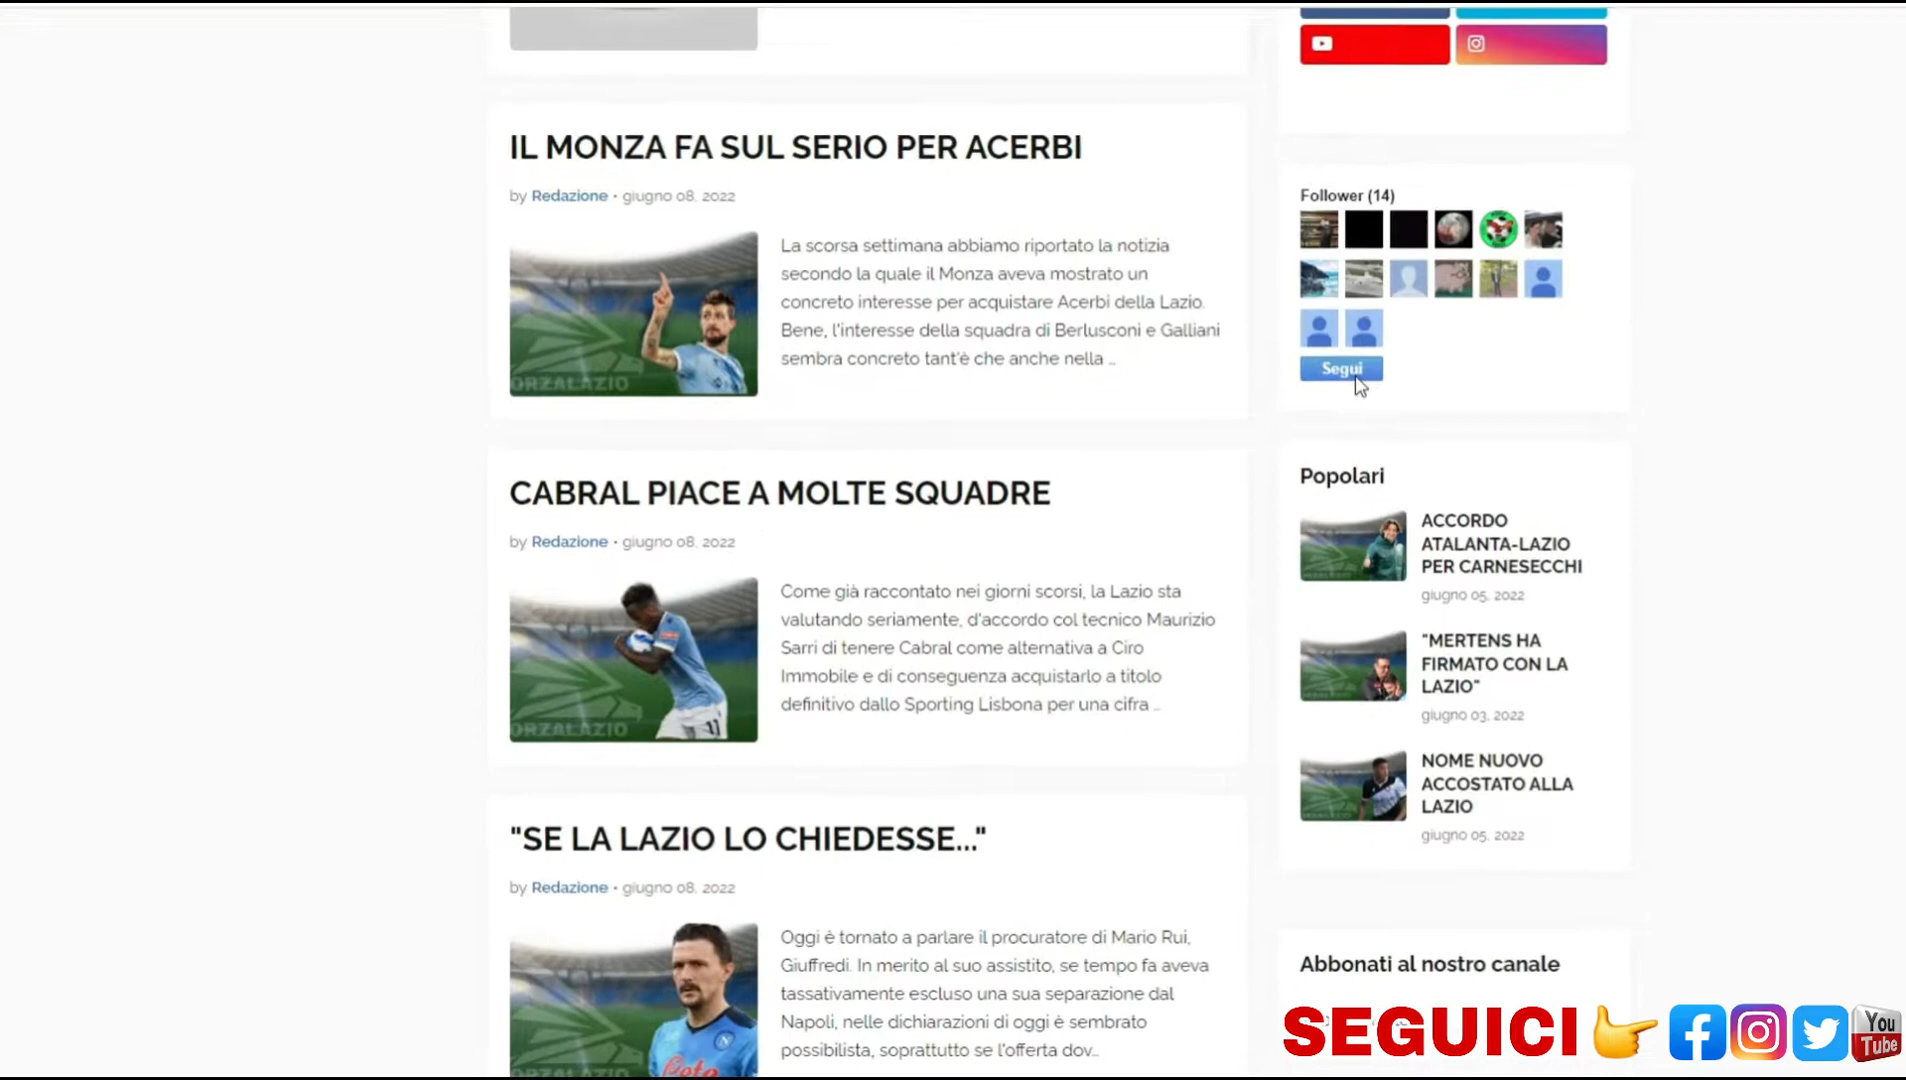 IL MONZA FA SUL SERIO PER ACERBI
by Redazione • giugno 08, 2022
La scorsa settimana abbiamo riportato la notizia
secondo la quale il Monza aveva mostrato un
concreto interesse per acquistare Acerbi della Lazio.
Bene, l'interesse della squadra di Berlusconi e Galliani
sembra concreto tant'è che anche nella ...
ORZALAZIO
CABRAL PIACE A MOLTE SQUADRE
by Redazione • giugno 08, 2022
Come già raccontato nei giorni scorsi, la Lazio sta
valutando seriamente, d'accordo col tecnico Maurizio
Sarri di tenere Cabral come alternativa a Ciro
Immobile e di conseguenza acquistarlo a titolo
definitivo dallo Sporting Lisbona per una cifra ...
ORZALAZIO
11
"SE LA LAZIO LO CHIEDESSE..."
by Redazione • giugno 08, 2022
Oggi è tornato a parlare il procuratore di Mario Rui,
Giuffredi. In merito al suo assistito, se tempo fa aveva
tassativamente escluso una sua separazione dal
Napoli, nelle dichiarazioni di oggi è sembrato
possibilista, soprattutto se l'offerta dov...
Follower (14)
Segui
Popolari
ACCORDO
ATALANTA-LAZIO
PER CARNESECCHI
giugno 05, 2022
"MERTENS HA
FIRMATO CON LA
LAZIO"
giugno 03, 2022
NOME NUOVO
ACCOSTATO ALLA
LAZIO
giugno 05, 2022
Abbonati al nostro canale
SEGUICI
You
Tube